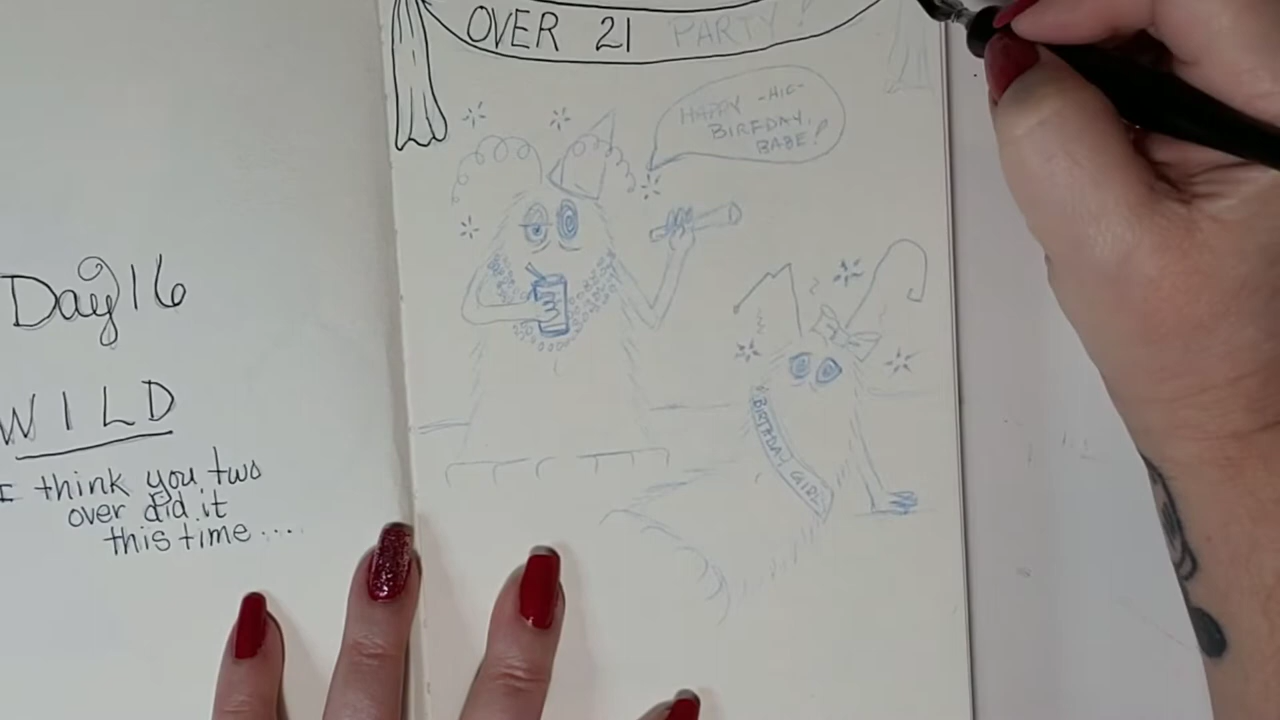 Day 16
WILD
I think you two
over did it
this time....
OVER 21 PARTY!
HAPPY -HIC-
BIRFDAY,
BABE!
BIRTHDAY GIRL